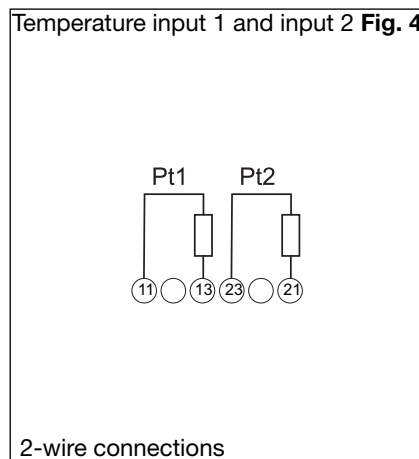 Temperature input 1 and input 2 Fig. 4
Pt1 Pt2
11 13 23 21
2-wire connections